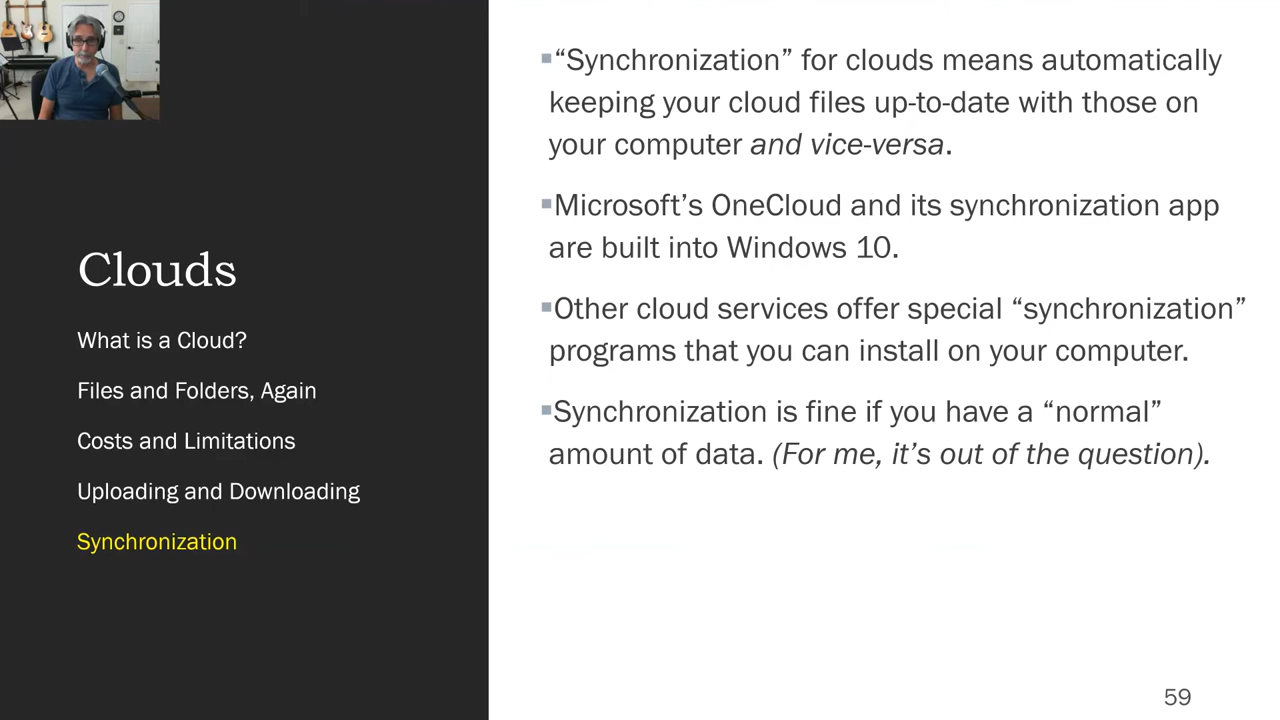 Clouds
What is a Cloud?
Files and Folders, Again
Costs and Limitations
Uploading and Downloading
Synchronization
▪“Synchronization” for clouds means automatically
keeping your cloud files up-to-date with those on
your computer and vice-versa.
▪Microsoft’s OneCloud and its synchronization app
are built into Windows 10.
▪Other cloud services offer special “synchronization”
programs that you can install on your computer.
▪Synchronization is fine if you have a “normal”
amount of data. (For me, it’s out of the question).
59